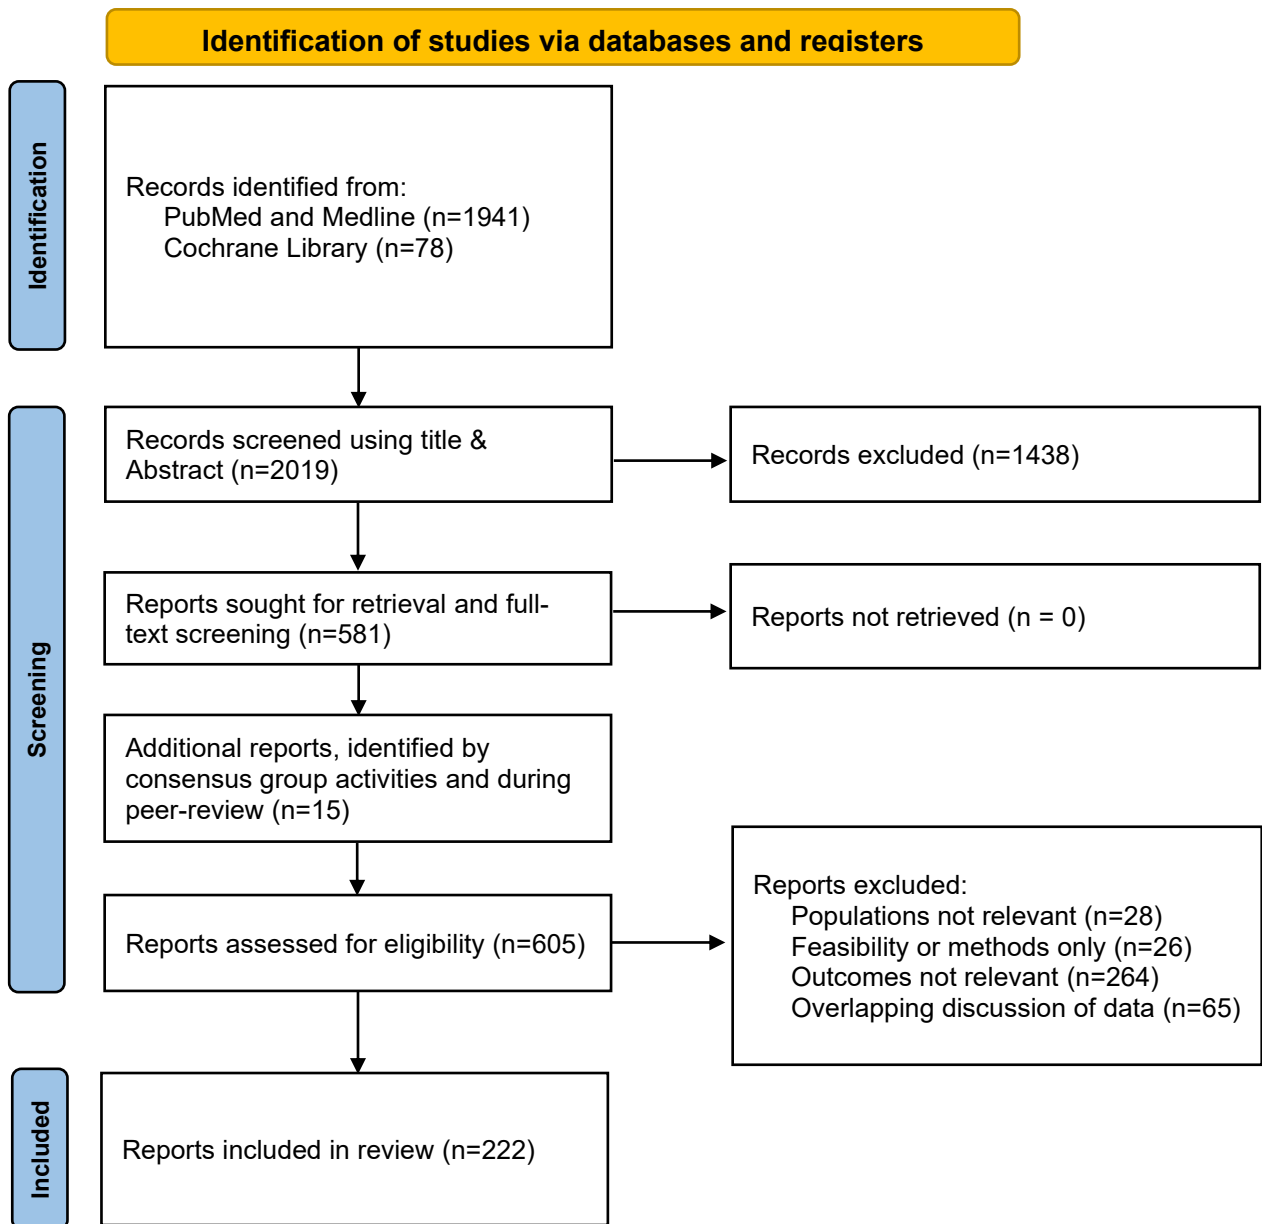 Identification of studies via databases and registers
Identification
Records identified from:
PubMed and Medline (n=1941)
Cochrane Library (n=78)
Screening
Records screened using title &
Abstract (n=2019)
Records excluded (n=1438)
Reports sought for retrieval and full-
text screening (n=581)
Reports not retrieved (n = 0)
Additional reports, identified by
consensus group activities and during
peer-review (n=15)
Reports assessed for eligibility (n=605)
Reports excluded:
Populations not relevant (n=28)
Feasibility or methods only (n=26)
Outcomes not relevant (n=264)
Overlapping discussion of data (n=65)
Included
Reports included in review (n=222)